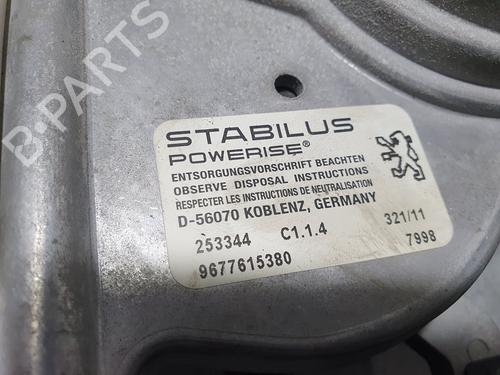 B-PARTS
STABILUS
POWERISE®
ENTSORGUNGSVORSCHRIFT BEACHTEN
OBSERVE DISPOSAL INSTRUCTIONS
RESPECTER LES INSTRUCTIONS DE NEUTRALISATION
D-56070 KOBLENZ, GERMANY
253344 C1.1.4 321/11
9677615380 7998